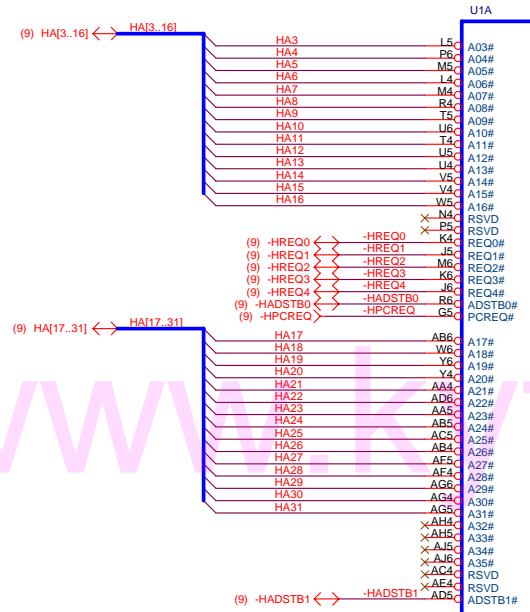 U1A
(9) HA[3..16] HA[3..16]
HA3 L5 A03#
HA4 P6 A04#
HA5 M5 A05#
HA6 L4 A06#
HA7 M4 A07#
HA8 R4 A08#
HA9 T5 A09#
HA10 U6 A10#
HA11 T4 A11#
HA12 U5 A12#
HA13 U4 A13#
HA14 V5 A14#
HA15 V4 A15#
HA16 W5 A16#
N4 RSVD
P5 RSVD
(9) -HREQ0 -HREQ0 K4 REQ0#
(9) -HREQ1 -HREQ1 J5 REQ1#
(9) -HREQ2 -HREQ2 M6 REQ2#
(9) -HREQ3 -HREQ3 K6 REQ3#
(9) -HREQ4 -HREQ4 J6 REQ4#
(9) -HADSTB0 -HADSTB0 R6 ADSTB0#
(9) -HPCREQ -HPCREQ G5 PCREQ#
(9) HA[17..31] HA[17..31]
HA17 AB6 A17#
HA18 W6 A18#
HA19 Y6 A19#
HA20 Y4 A20#
HA21 AA4 A21#
HA22 AD6 A22#
HA23 AA5 A23#
HA24 AB5 A24#
HA25 AC5 A25#
HA26 AB4 A26#
HA27 AF5 A27#
HA28 AF4 A28#
HA29 AG6 A29#
HA30 AG4 A30#
HA31 AG5 A31#
AH4 A32#
AH5 A33#
AJ5 A34#
AJ6 A35#
AC4 RSVD
AE4 RSVD
(9) -HADSTB1 -HADSTB1 AD5 ADSTB1#